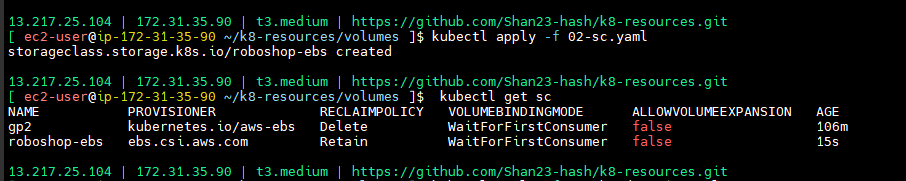 13.217.25.104 | 172.31.35.90 | t3.medium | https://github.com/Shan23-hash/k8-resources.git
[ ec2-user@ip-172-31-35-90 ~/k8-resources/volumes ]$ kubectl apply -f 02-sc.yaml
storageclass.storage.k8s.io/roboshop-ebs created
13.217.25.104 | 172.31.35.90 | t3.medium | https://github.com/Shan23-hash/k8-resources.git
[ ec2-user@ip-172-31-35-90 ~/k8-resources/volumes ]$  kubectl get sc
NAME           PROVISIONER             RECLAIMPOLICY   VOLUMEBINDINGMODE      ALLOWVOLUMEEXPANSION   AGE
gp2            kubernetes.io/aws-ebs   Delete          WaitForFirstConsumer   false                  106m
roboshop-ebs   ebs.csi.aws.com         Retain          WaitForFirstConsumer   false                  15s
13.217.25.104 | 172.31.35.90 | t3.medium | https://github.com/Shan23-hash/k8-resources.git